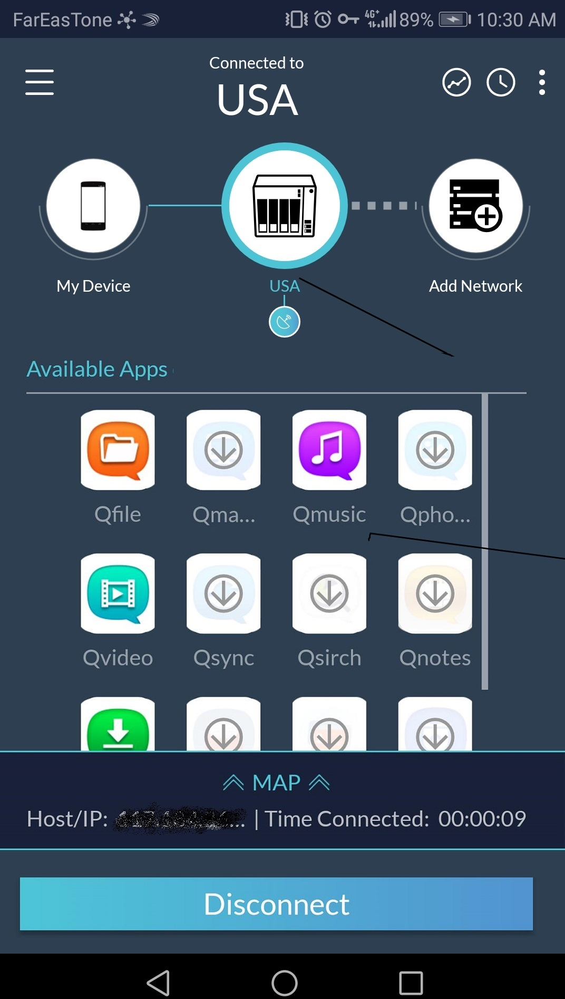 FarEasTone 4G+ 89% 10:30 AM
Connected to
USA
My Device
USA
Add Network
Available Apps
Qfile Qma... Qmusic Qpho...
Qvideo Qsync Qsirch Qnotes
MAP
Host/IP: ... | Time Connected: 00:00:09
Disconnect